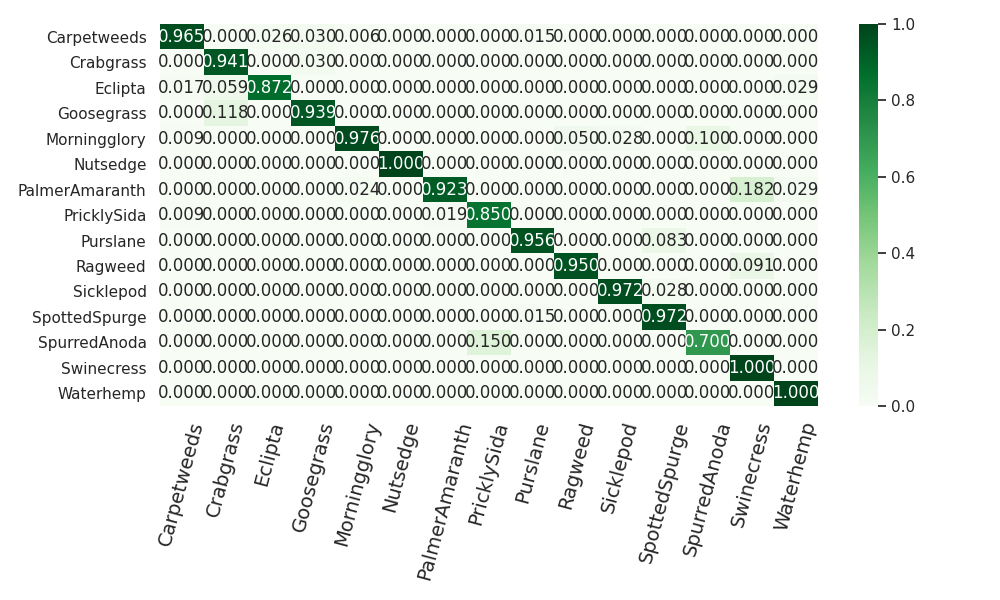 Carpetweeds 0.965 0.000 0.026 0.030 0.006 0.000 0.000 0.000 0.015 0.000 0.000 0.000 0.000 0.000 0.000
Crabgrass 0.000 0.941 0.000 0.030 0.000 0.000 0.000 0.000 0.000 0.000 0.000 0.000 0.000 0.000 0.000
Eclipta 0.017 0.059 0.872 0.000 0.000 0.000 0.000 0.000 0.000 0.000 0.000 0.000 0.000 0.000 0.029
Goosegrass 0.000 0.118 0.000 0.939 0.000 0.000 0.000 0.000 0.000 0.000 0.000 0.000 0.000 0.000 0.000
Morningglory 0.009 0.000 0.000 0.000 0.976 0.000 0.000 0.000 0.000 0.050 0.028 0.000 0.100 0.000 0.000
Nutsedge 0.000 0.000 0.000 0.000 0.000 1.000 0.000 0.000 0.000 0.000 0.000 0.000 0.000 0.000 0.000
PalmerAmaranth 0.000 0.000 0.000 0.000 0.024 0.000 0.923 0.000 0.000 0.000 0.000 0.000 0.000 0.182 0.029
PricklySida 0.009 0.000 0.000 0.000 0.000 0.000 0.019 0.850 0.000 0.000 0.000 0.000 0.000 0.000 0.000
Purslane 0.000 0.000 0.000 0.000 0.000 0.000 0.000 0.000 0.956 0.000 0.000 0.083 0.000 0.000 0.000
Ragweed 0.000 0.000 0.000 0.000 0.000 0.000 0.000 0.000 0.000 0.950 0.000 0.000 0.000 0.091 0.000
Sicklepod 0.000 0.000 0.000 0.000 0.000 0.000 0.000 0.000 0.000 0.000 0.972 0.028 0.000 0.000 0.000
SpottedSpurge 0.000 0.000 0.000 0.000 0.000 0.000 0.000 0.000 0.015 0.000 0.000 0.972 0.000 0.000 0.000
SpurredAnoda 0.000 0.000 0.000 0.000 0.000 0.000 0.000 0.150 0.000 0.000 0.000 0.000 0.700 0.000 0.000
Swinecress 0.000 0.000 0.000 0.000 0.000 0.000 0.000 0.000 0.000 0.000 0.000 0.000 0.000 1.000 0.000
Waterhemp 0.000 0.000 0.000 0.000 0.000 0.000 0.000 0.000 0.000 0.000 0.000 0.000 0.000 0.000 1.000
Carpetweeds
Crabgrass
Eclipta
Goosegrass
Morningglory
Nutsedge
PalmerAmaranth
PricklySida
Purslane
Ragweed
Sicklepod
SpottedSpurge
SpurredAnoda
Swinecress
Waterhemp
1.0
0.8
0.6
0.4
0.2
0.0